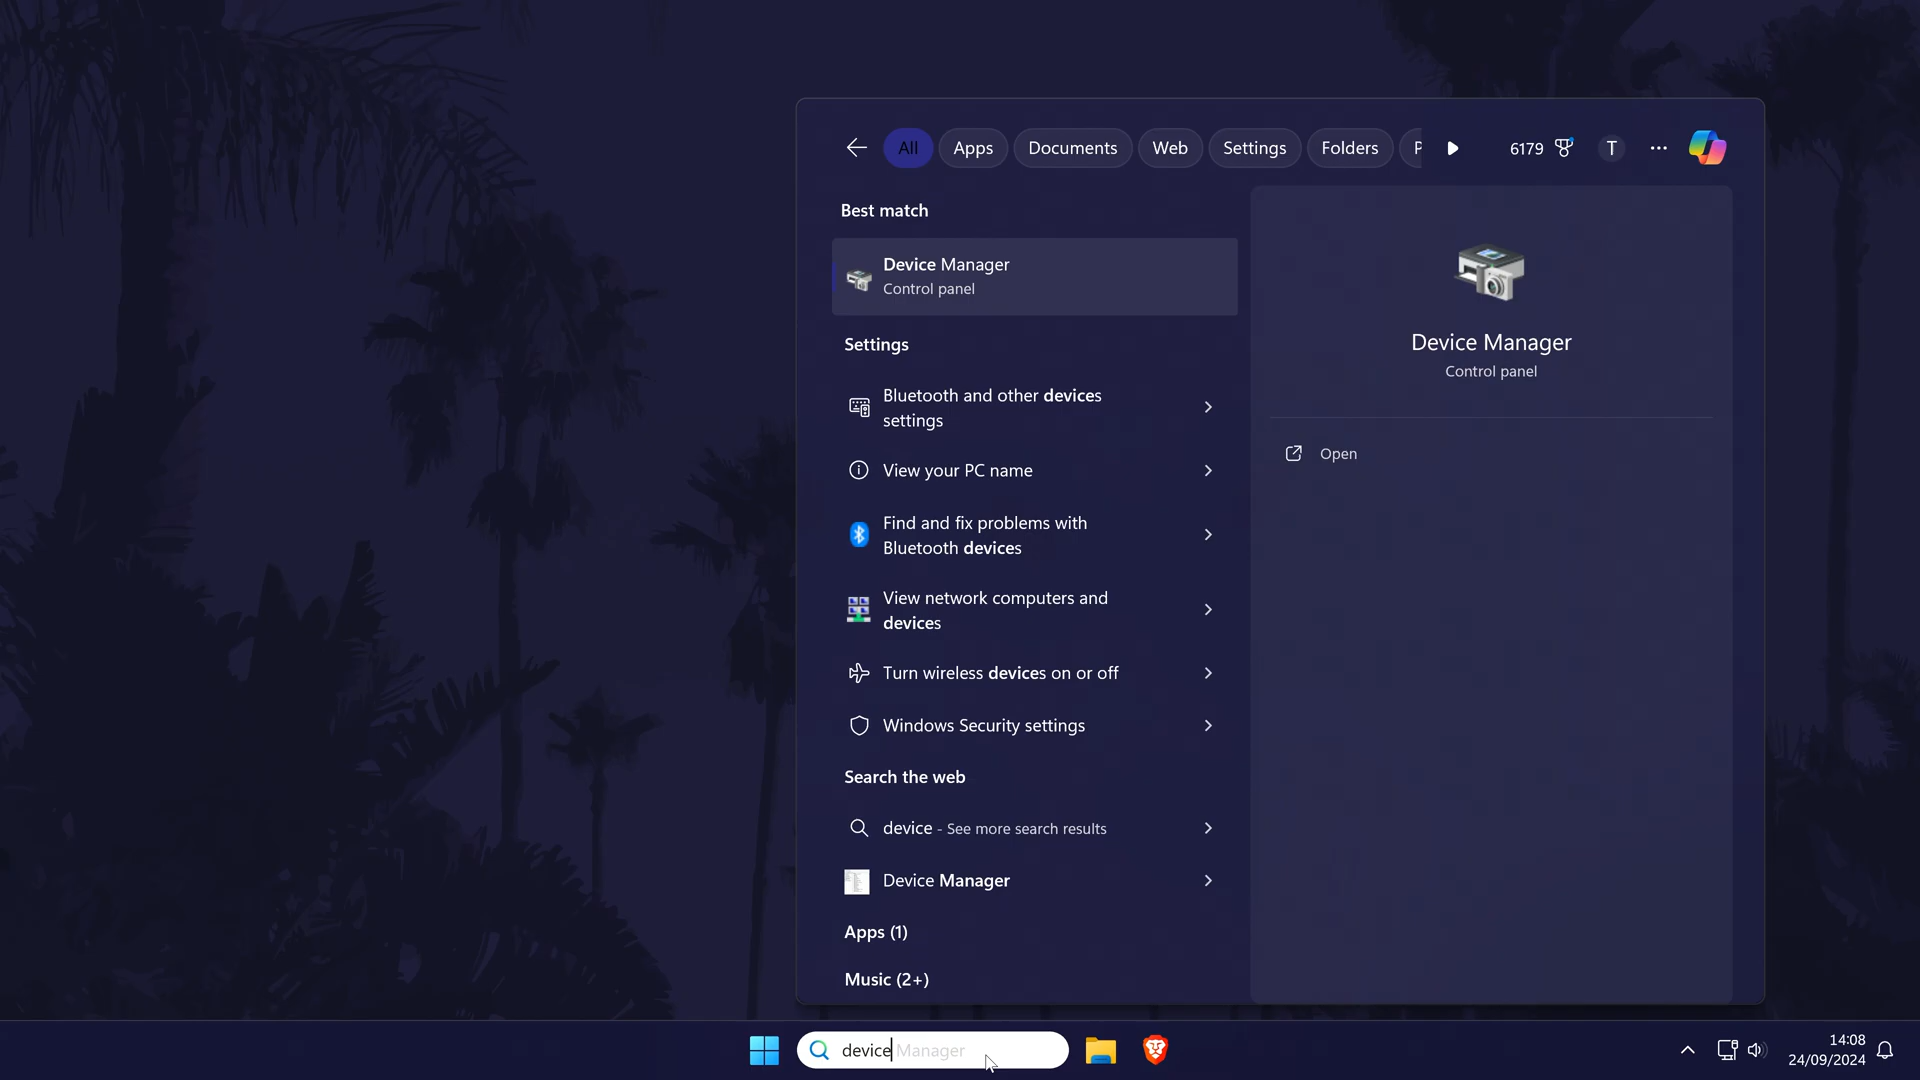 All
Apps
Documents
Web
Settings
Folders
P
6179
T
Best match
Device Manager
Control panel
Settings
Bluetooth and other devices
settings
View your PC name
Find and fix problems with
Bluetooth devices
View network computers and
devices
Turn wireless devices on or off
Windows Security settings
Search the web
device - See more search results
Device Manager
Apps (1)
Music (2+)
Device Manager
Control panel
Open
device Manager
14:08
24/09/2024